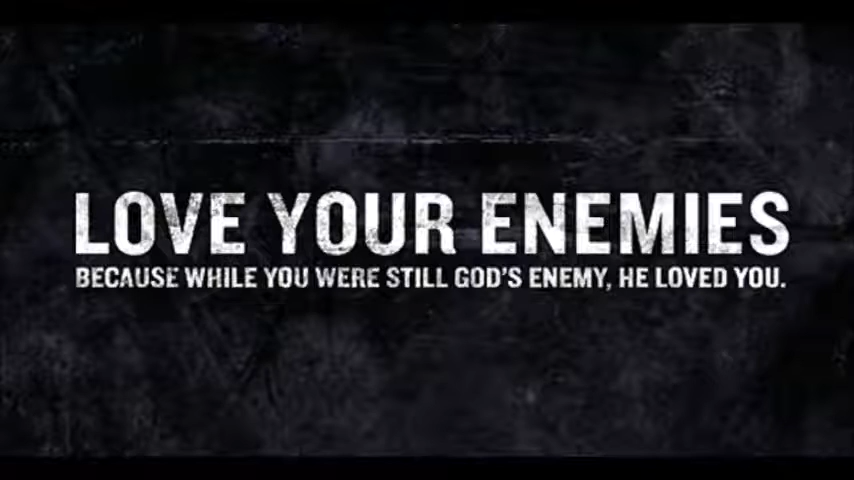 LOVE YOUR ENEMIES
BECAUSE WHILE YOU WERE STILL GOD'S ENEMY, HE LOVED YOU.